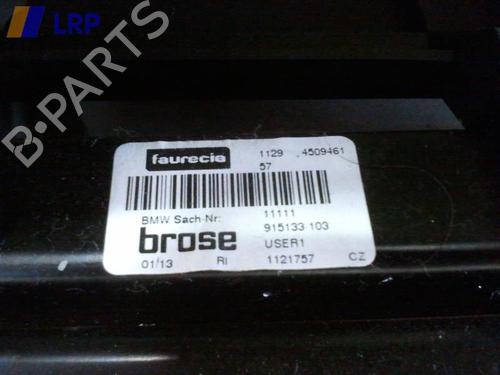 LRP
B-PARTS
faurecia 1129 4509461
57
BMW Sach-Nr: 11111
915133-103
brose USER1
01/13 RI 1121757 CZ